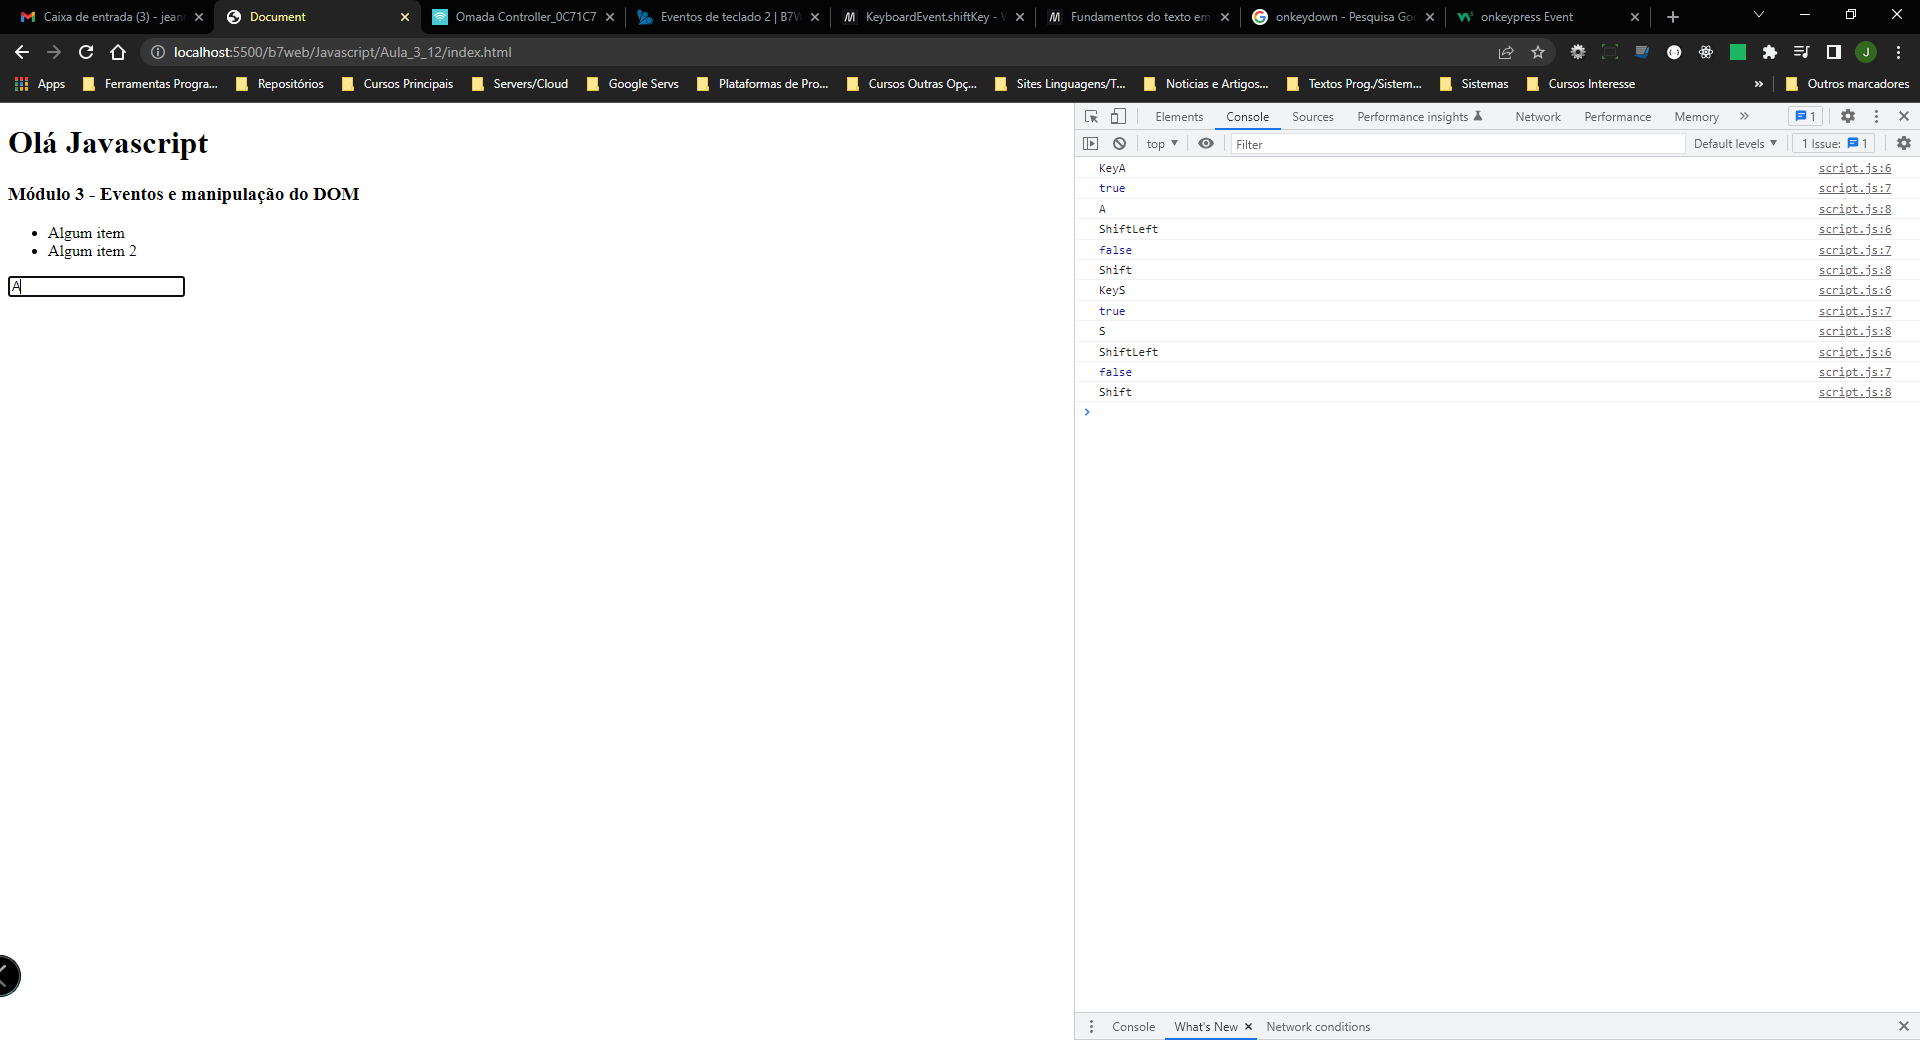 Caixa de entrada (3) - jean
Document
Omada Controller_0C71C7
Eventos de teclado 2 | B7W
KeyboardEvent.shiftKey - W
Fundamentos do texto em
onkeydown - Pesquisa Goo
onkeypress Event
localhost:5500/b7web/Javascript/Aula_3_12/index.html
J
Apps
Ferramentas Progra...
Repositórios
Cursos Principais
Servers/Cloud
Google Servs
Plataformas de Pro...
Cursos Outras Opç...
Sites Linguagens/T...
Noticias e Artigos...
Textos Prog./Sistem...
Sistemas
Cursos Interesse
»
Outros marcadores
Olá Javascript
Módulo 3 - Eventos e manipulação do DOM
• Algum item
• Algum item 2
A
Elements
Console
Sources
Performance insights
Network
Performance
Memory
»
1
top
Filter
Default levels
1 Issue: 1
KeyA script.js:6
true script.js:7
A script.js:8
ShiftLeft script.js:6
false script.js:7
Shift script.js:8
KeyS script.js:6
true script.js:7
S script.js:8
ShiftLeft script.js:6
false script.js:7
Shift script.js:8
Console
What's New
Network conditions